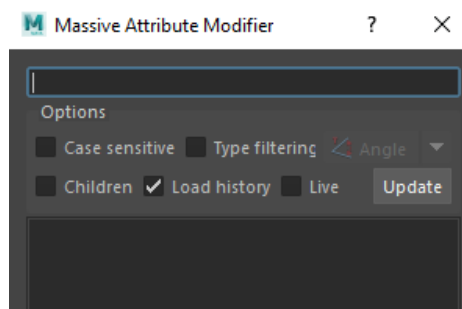 Massive Attribute Modifier ?
Options
Case sensitive Type filtering Angle
Children Load history Live Update